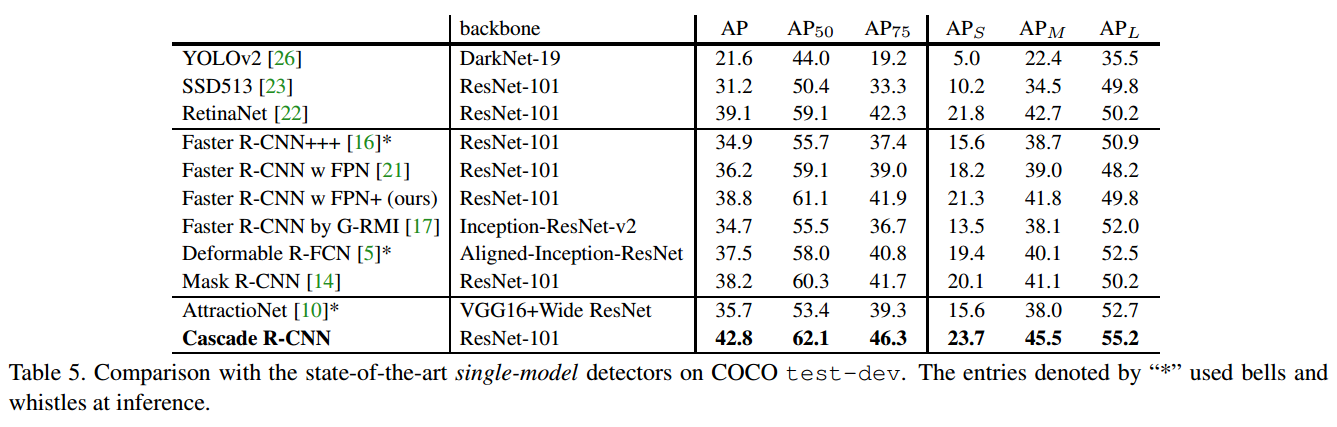 backbone AP AP50 AP75 APS APM APL
YOLOv2 [26] DarkNet-19 21.6 44.0 19.2 5.0 22.4 35.5
SSD513 [23] ResNet-101 31.2 50.4 33.3 10.2 34.5 49.8
RetinaNet [22] ResNet-101 39.1 59.1 42.3 21.8 42.7 50.2
Faster R-CNN+++ [16]* ResNet-101 34.9 55.7 37.4 15.6 38.7 50.9
Faster R-CNN w FPN [21] ResNet-101 36.2 59.1 39.0 18.2 39.0 48.2
Faster R-CNN w FPN+ (ours) ResNet-101 38.8 61.1 41.9 21.3 41.8 49.8
Faster R-CNN by G-RMI [17] Inception-ResNet-v2 34.7 55.5 36.7 13.5 38.1 52.0
Deformable R-FCN [5]* Aligned-Inception-ResNet 37.5 58.0 40.8 19.4 40.1 52.5
Mask R-CNN [14] ResNet-101 38.2 60.3 41.7 20.1 41.1 50.2
AttractioNet [10]* VGG16+Wide ResNet 35.7 53.4 39.3 15.6 38.0 52.7
Cascade R-CNN ResNet-101 42.8 62.1 46.3 23.7 45.5 55.2
Table 5. Comparison with the state-of-the-art single-model detectors on COCO test-dev. The entries denoted by “*” used bells and
whistles at inference.